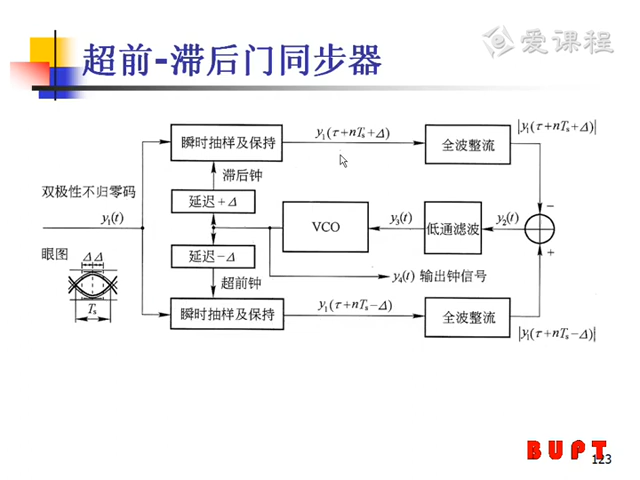 超前-滞后门同步器
爱课程
瞬时抽样及保持
y₁(τ+nTₛ+Δ)
全波整流
|y₁(τ+nTₛ+Δ)|
滞后钟
双极性不归零码
延迟+Δ
y₁(t)
VCO
y₃(t)
低通滤波
y₂(t)
−
+
眼图
延迟−Δ
Δ Δ
超前钟
y₄(t) 输出钟信号
Tₛ
瞬时抽样及保持
y₁(τ+nTₛ−Δ)
全波整流
|y₁(τ+nTₛ−Δ)|
BUPT
123